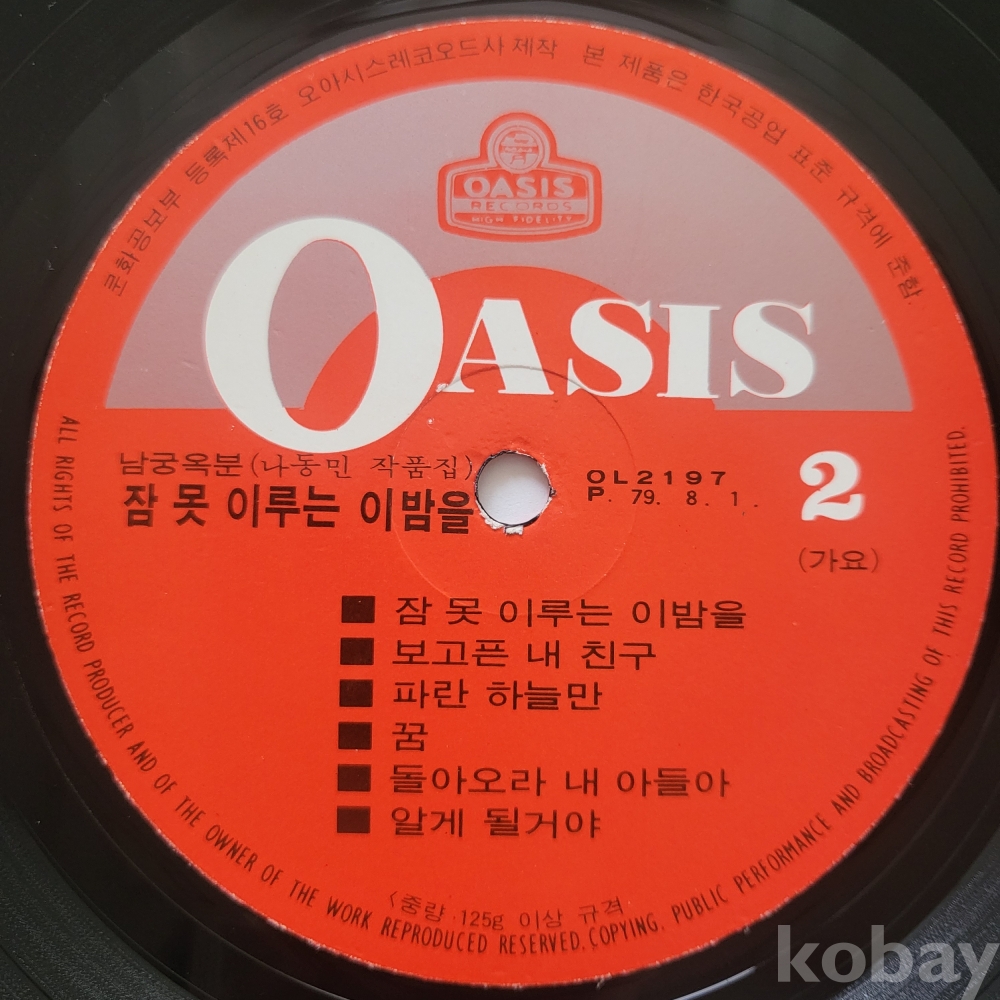 문화공보부 등록제16호 오아시스레코오드사 제작 본 제품은 한국공업 표준 규격에 준함.
OASIS
RECORDS
HIGH FIDELITY
OASIS
남궁옥분(나동민 작품집)
잠 못 이루는 이밤을
OL2197
P. 79. 8. 1.
2
(가요)
■ 잠 못 이루는 이밤을
■ 보고픈 내 친구
■ 파란 하늘만
■ 꿈
■ 돌아오라 내 아들아
■ 알게 될거야
<중량 125g 이상 규격
ALL RIGHTS OF THE RECORD PRODUCER AND OF THE OWNER OF THE WORK REPRODUCED RESERVED. COPYING, PUBLIC PERFORMANCE AND BROADCASTING OF THIS RECORD PROHIBITED.
kobay